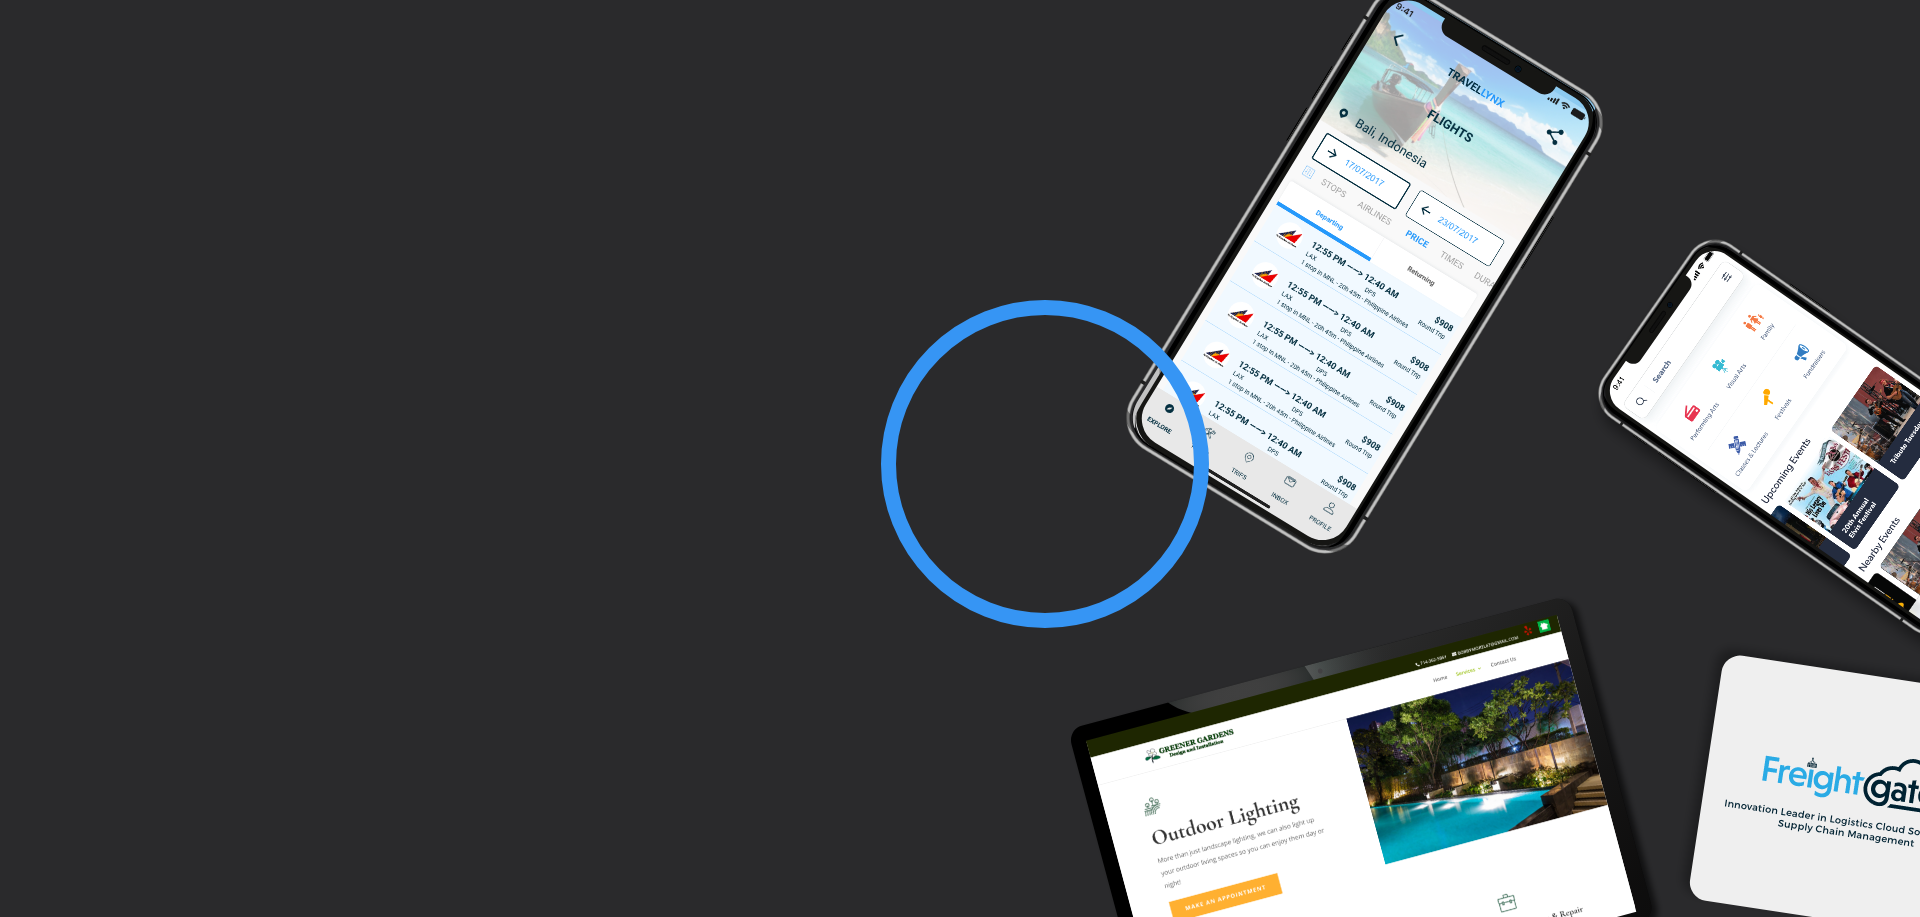 9:41
TRAVELLYNX
FLIGHTS
Bali, Indonesia
17/07/2017
23/07/2017
STOPS
AIRLINES
PRICE
TIMES
DURA
Departing
Returning
12:55 PM 12:40 AM
LAX DPS
1 stop in MNL - 20h 45m - Philippine Airlines
$908
Round Trip
12:55 PM 12:40 AM
LAX DPS
1 stop in MNL - 20h 45m - Philippine Airlines
$908
Round Trip
12:55 PM 12:40 AM
LAX DPS
1 stop in MNL - 20h 45m - Philippine Airlines
$908
Round Trip
12:55 PM 12:40 AM
LAX DPS
1 stop in MNL - 20h 45m - Philippine Airlines
$908
Round Trip
12:55 PM 12:40 AM
LAX DPS
$908
Round Trip
EXPLORE
TRIPS
INBOX
PROFILE
9:41
Search
Family
Visual Arts
Fundraisers
Performing Arts
Festivals
Classes & Lectures
Upcoming Events
Tribute Tuesda
20th Annual
Elvis Festival
Nearby Events
Home
Services
Contact Us
GREENER GARDENS
Design and Installation
Outdoor Lighting
More than just landscape lighting, we can also light up
your outdoor living spaces so you can enjoy them day or
night!
MAKE AN APPOINTMENT
& Repair
Freightgat
Innovation Leader in Logistics Cloud So
Supply Chain Management